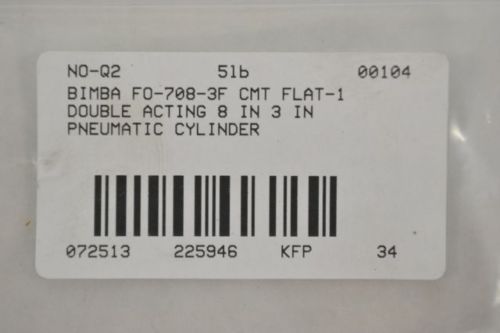 NO-Q2 5lb 00104
BIMBA FO-708-3F CMT FLAT-1
DOUBLE ACTING 8 IN 3 IN
PNEUMATIC CYLINDER
072513 225946 KFP 34